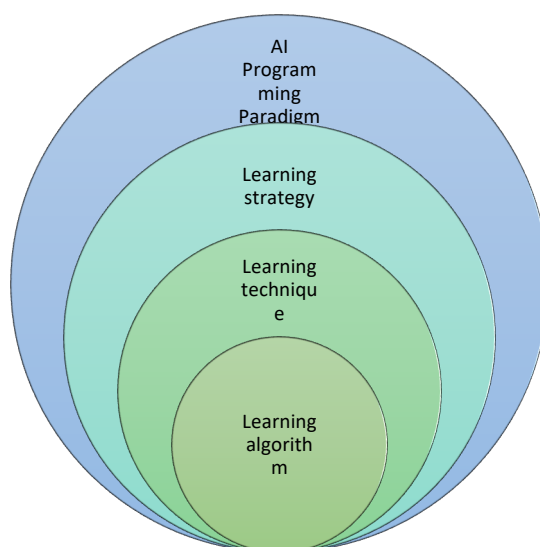 AI
Program
ming
Paradigm
Learning
strategy
Learning
techniqu
e
Learning
algorith
m